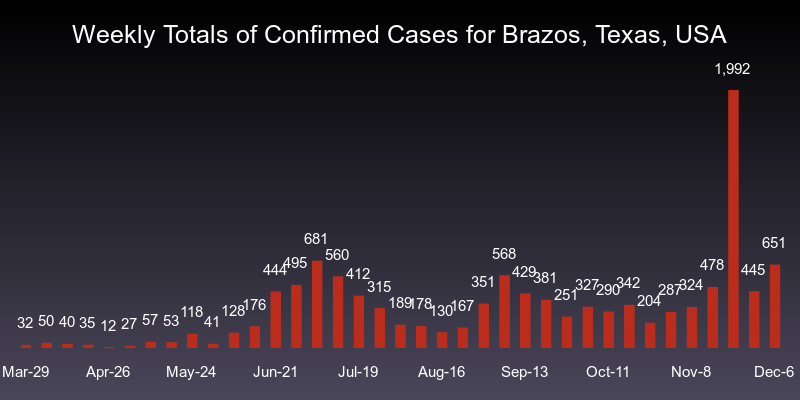 Weekly Totals of Confirmed Cases for Brazos, Texas, USA
1,992
32 50 40 35 12 27 57 53 118 41 128 176 444 495 681 560 412 315 189 178 130 167 351 568 429 381 251 327 290 342 204 287 324 478 445 651
Mar-29 Apr-26 May-24 Jun-21 Jul-19 Aug-16 Sep-13 Oct-11 Nov-8 Dec-6